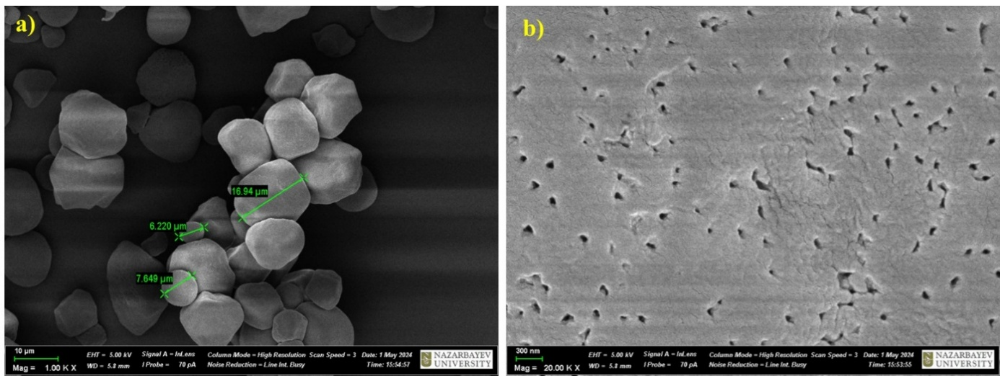 a)
16.94 µm
6.220 µm
7.649 µm
10 µm
Mag = 1.00 K X
EHT = 5.00 kV
WD = 5.8 mm
Signal A = InLens
I Probe = 70 pA
Column Mode = High Resolution Scan Speed = 3
Noise Reduction = Line Int. Busy
Date: 1 May 2024
Time: 15:54:57
NAZARBAYEV
UNIVERSITY
b)
300 nm
Mag = 20.00 K X
EHT = 5.00 kV
WD = 5.8 mm
Signal A = InLens
I Probe = 70 pA
Column Mode = High Resolution Scan Speed = 3
Noise Reduction = Line Int. Busy
Date: 1 May 2024
Time: 15:53:55
NAZARBAYEV
UNIVERSITY